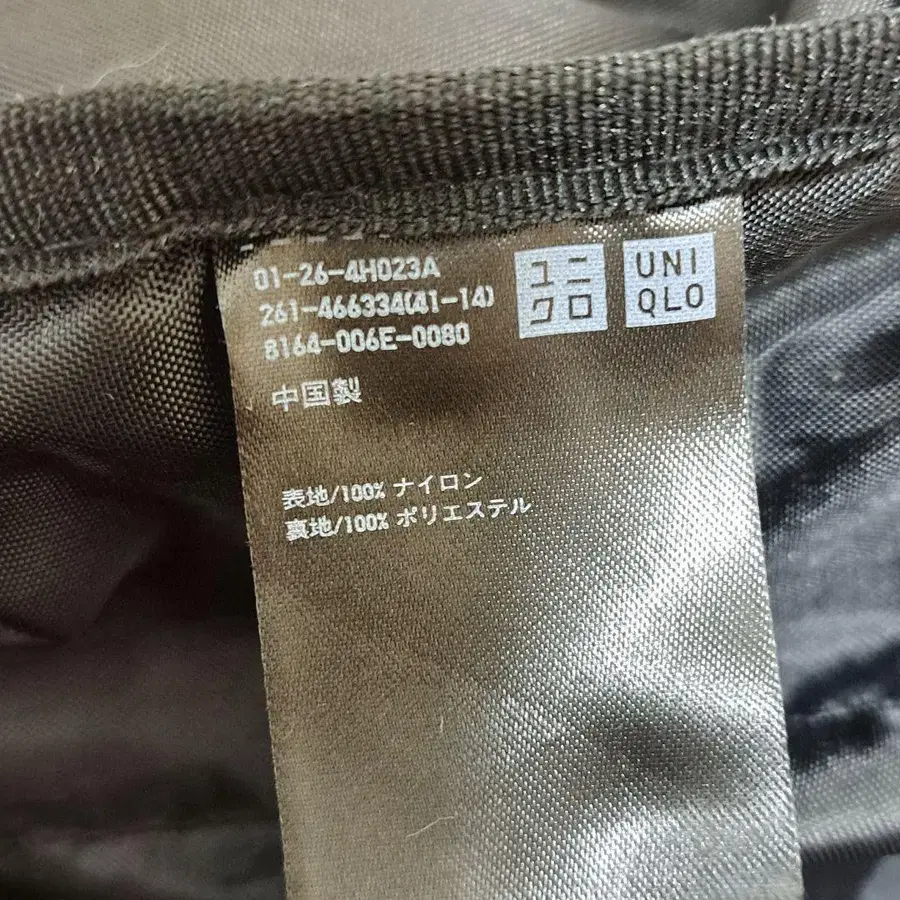 01-26-4H023A
261-466334(41-14)
8164-006E-0080
中国製
表地/100% ナイロン
裏地/100% ポリエステル
ユニ
クロ
UNI
QLO